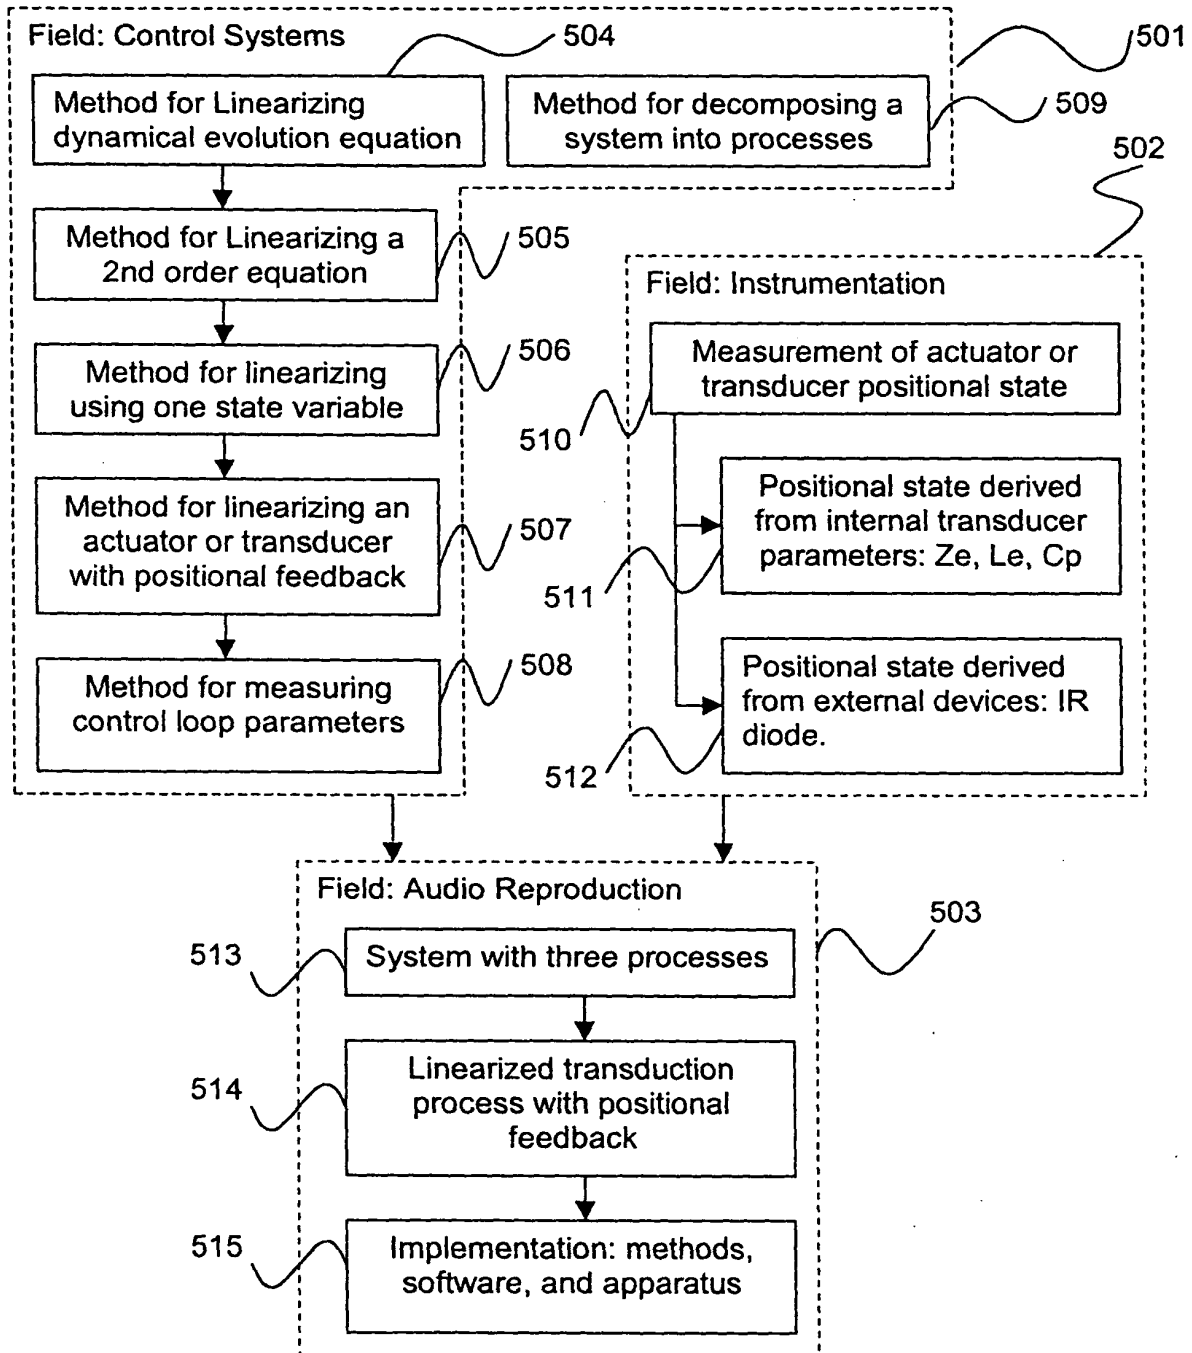 Field: Control Systems
504
501
Method for Linearizing
dynamical evolution equation
Method for decomposing a
system into processes
509
502
Method for Linearizing a
2nd order equation
505
Field: Instrumentation
Method for linearizing
using one state variable
506
Measurement of actuator or
transducer positional state
510
Method for linearizing an
actuator or transducer
with positional feedback
507
Positional state derived
from internal transducer
parameters: Ze, Le, Cp
511
Method for measuring
control loop parameters
508
Positional state derived
from external devices: IR
diode.
512
Field: Audio Reproduction
503
513
System with three processes
514
Linearized transduction
process with positional
feedback
515
Implementation: methods,
software, and apparatus